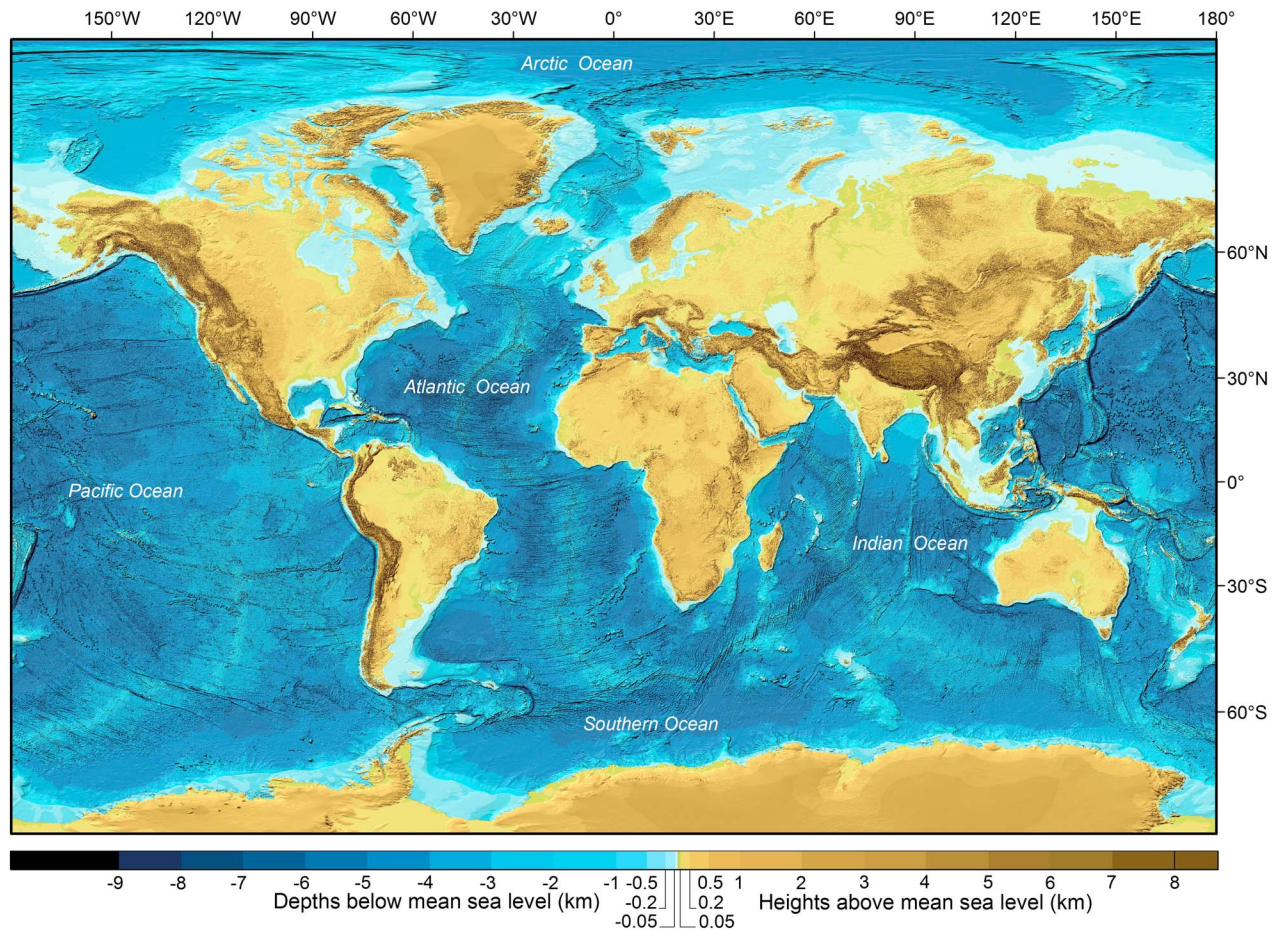 150°W 120°W 90°W 60°W 30°W 0° 30°E 60°E 90°E 120°E 150°E 180°
Arctic Ocean
60°N
Atlantic Ocean
30°N
Pacific Ocean
0°
Indian Ocean
30°S
Southern Ocean
60°S
-9 -8 -7 -6 -5 -4 -3 -2 -1 -0.5 0.5 1 2 3 4 5 6 7 8
Depths below mean sea level (km) -0.2 0.2 Heights above mean sea level (km)
-0.05 0.05